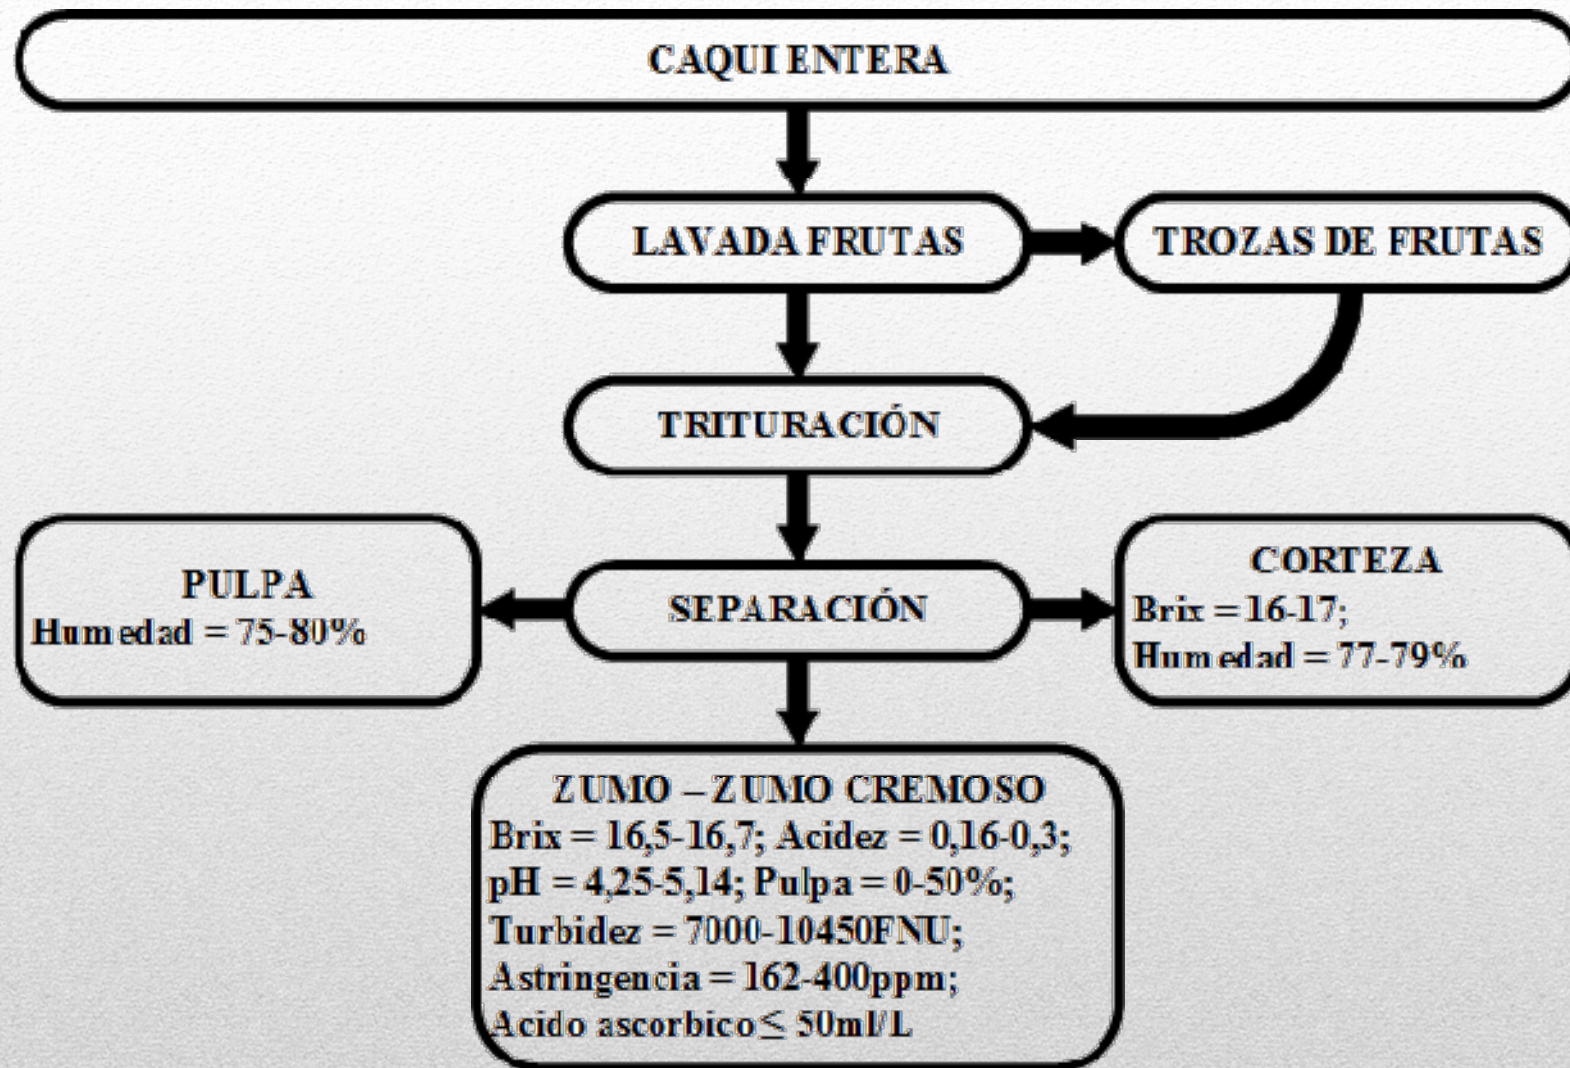 CAQUI ENTERA
LAVADA FRUTAS
TROZAS DE FRUTAS
TRITURACIÓN
PULPA
Humedad = 75-80%
SEPARACIÓN
CORTEZA
Brix = 16-17;
Humedad = 77-79%
ZUMO – ZUMO CREMOSO
Brix = 16,5-16,7; Acidez = 0,16-0,3;
pH = 4,25-5,14; Pulpa = 0-50%;
Turbidez = 7000-10450FNU;
Astringencia = 162-400ppm;
Acido ascorbico ≤ 50ml/L